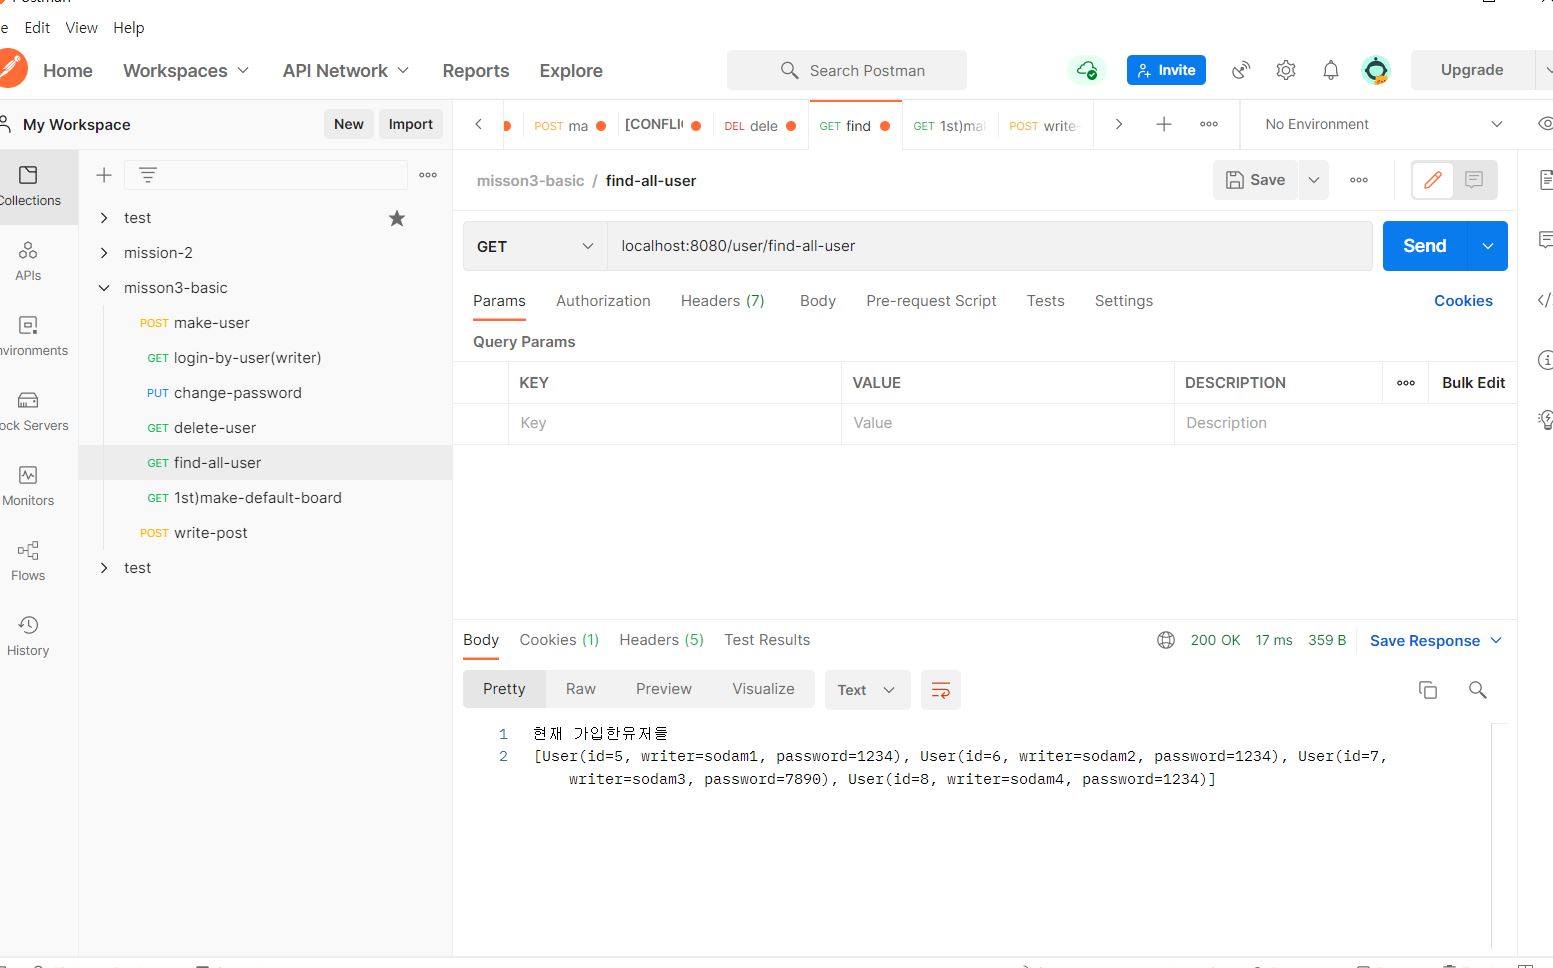 Edit View Help
Home Workspaces API Network Reports Explore Search Postman Invite Upgrade
My Workspace New Import
POST ma [CONFLI DEL dele GET find GET 1st)mak POST write- No Environment
Collections
APIs
Monitors
Flows
History
test
mission-2
misson3-basic
POST make-user
GET login-by-user(writer)
PUT change-password
GET delete-user
GET find-all-user
GET 1st)make-default-board
POST write-post
test
misson3-basic / find-all-user Save
GET localhost:8080/user/find-all-user Send
Params Authorization Headers (7) Body Pre-request Script Tests Settings Cookies
Query Params
KEY VALUE DESCRIPTION Bulk Edit
Key Value Description
Body Cookies (1) Headers (5) Test Results 200 OK 17 ms 359 B Save Response
Pretty Raw Preview Visualize Text
1 현재 가입한유저들
2 [User(id=5, writer=sodam1, password=1234), User(id=6, writer=sodam2, password=1234), User(id=7,
writer=sodam3, password=7890), User(id=8, writer=sodam4, password=1234)]